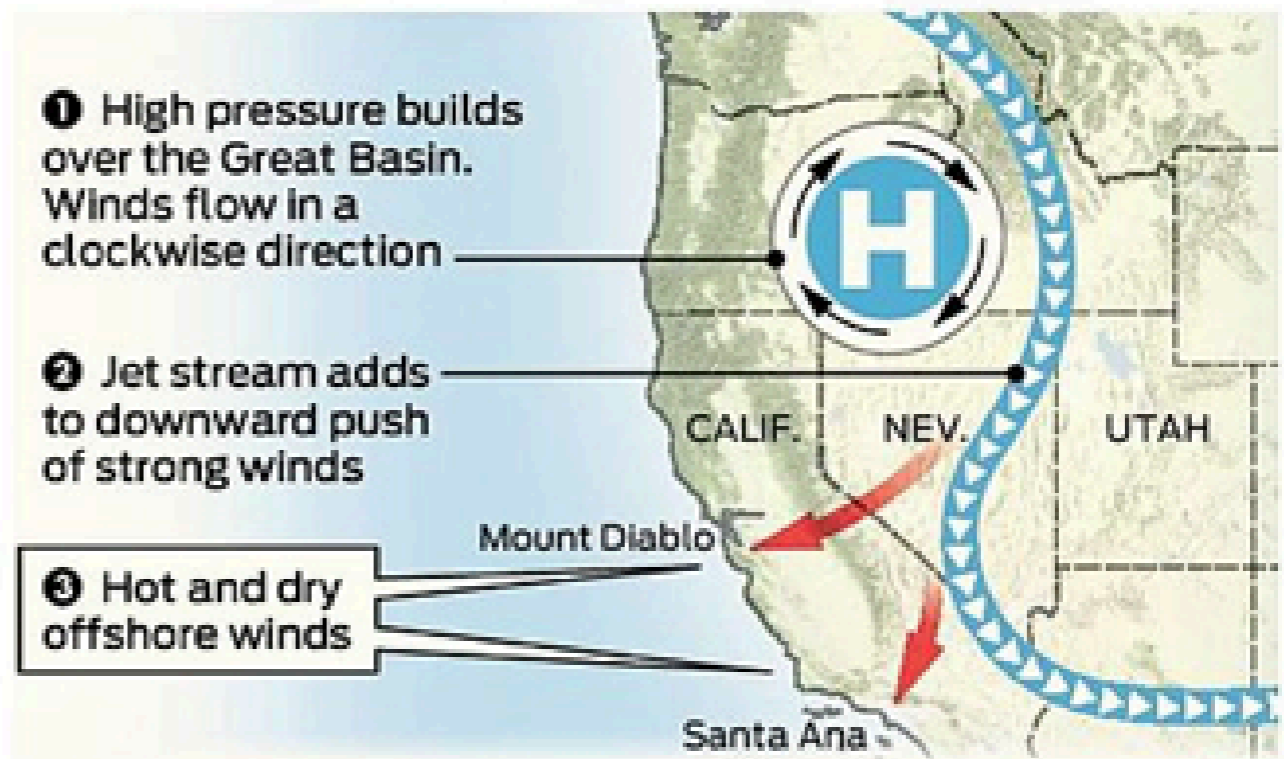 ❶ High pressure builds
over the Great Basin.
Winds flow in a
clockwise direction
H
❷ Jet stream adds
to downward push
of strong winds
CALIF.
NEV.
UTAH
Mount Diablo
❸ Hot and dry
offshore winds
Santa Ana